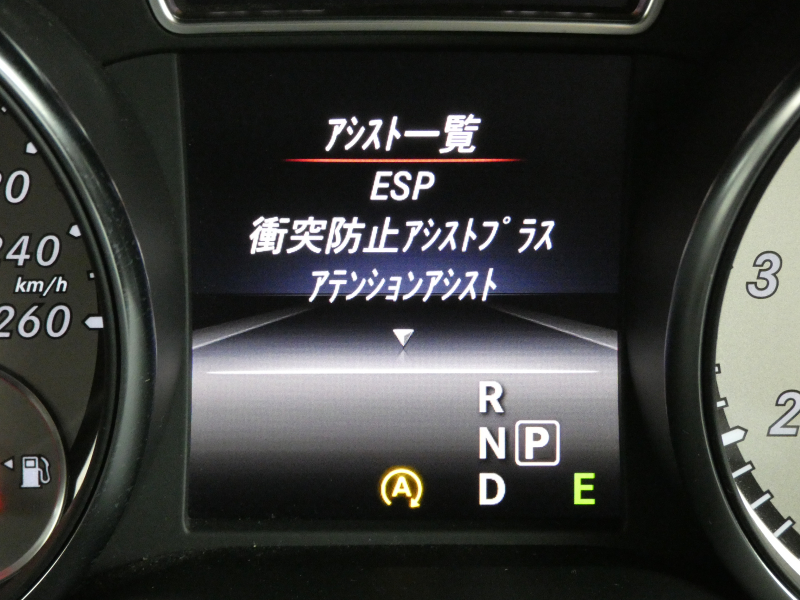 アシスト一覧
ESP
衝突防止アシストプラス
アテンションアシスト
R
N P
D E
A
240
km/h
260
3
2